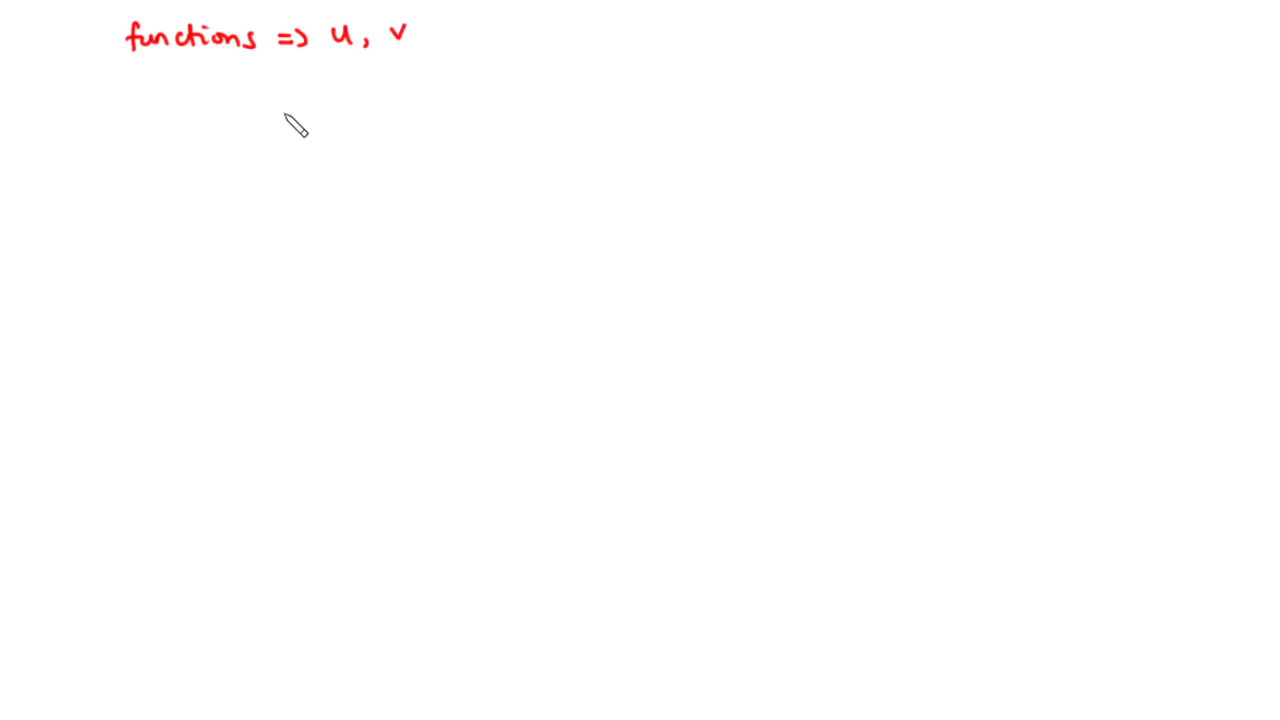 functions => u, v